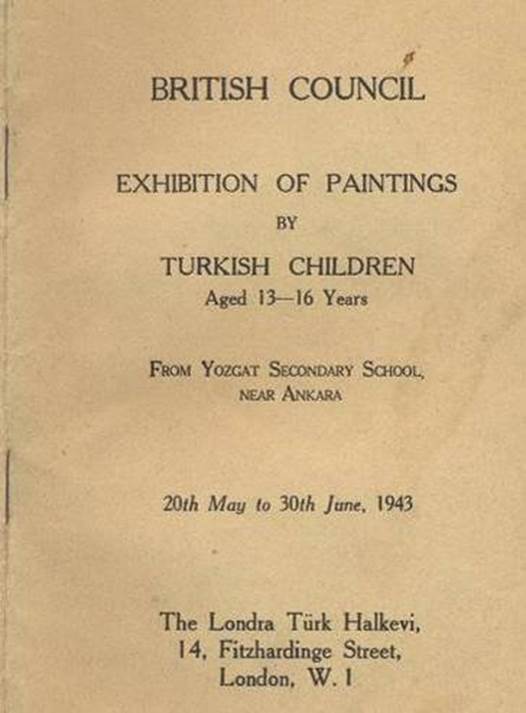 BRITISH COUNCIL
EXHIBITION OF PAINTINGS
BY
TURKISH CHILDREN
Aged 13—16 Years
FROM YOZGAT SECONDARY SCHOOL,
NEAR ANKARA
20th May to 30th June, 1943
The Londra Türk Halkevi,
14, Fitzhardinge Street,
London, W. 1